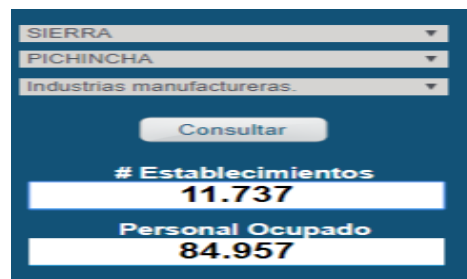 SIERRA
PICHINCHA
Industrias manufactureras.
Consultar
# Establecimientos
11.737
Personal Ocupado
84.957